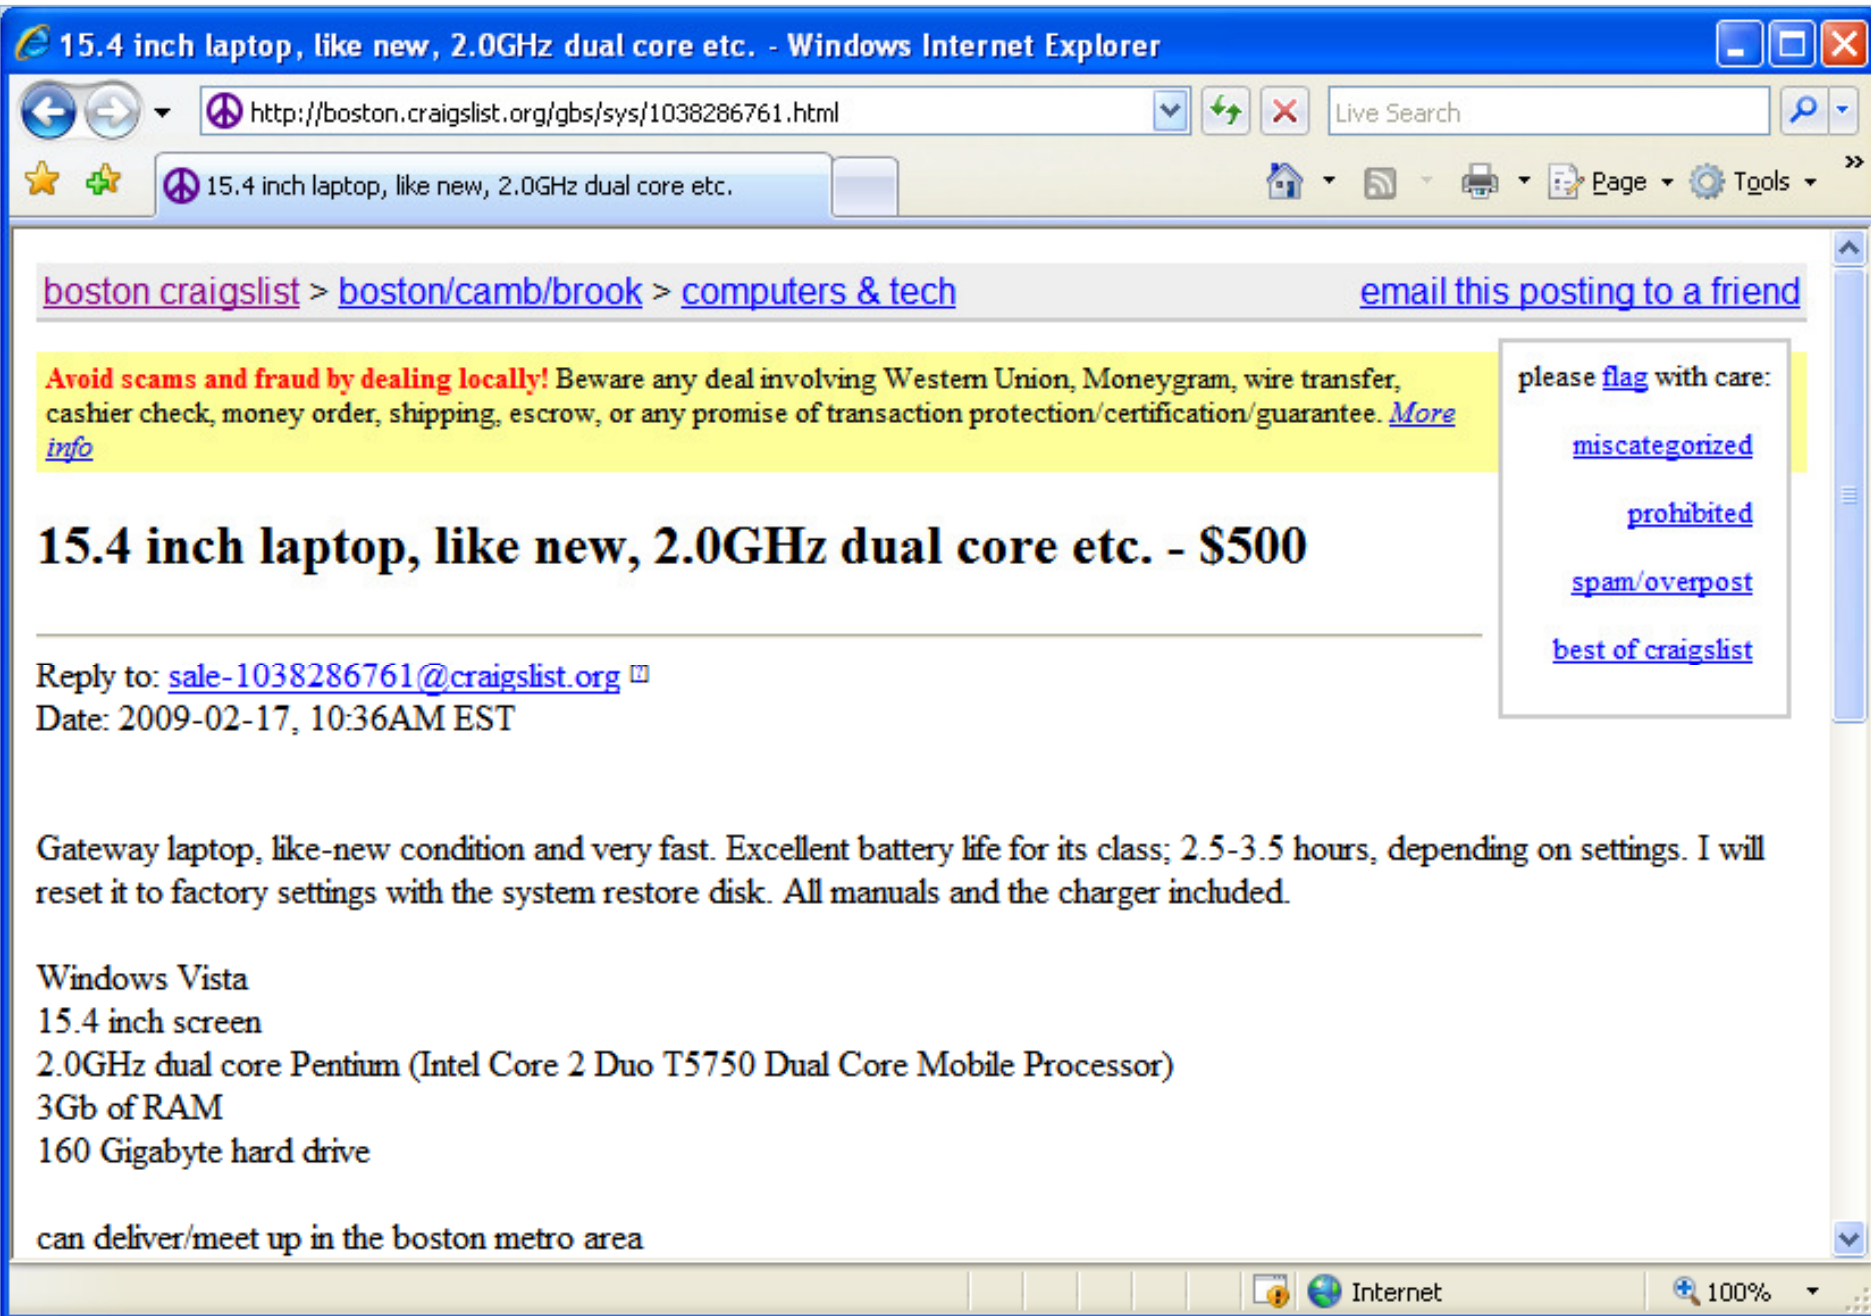 15.4 inch laptop, like new, 2.0GHz dual core etc. - Windows Internet Explorer
http://boston.craigslist.org/gbs/sys/1038286761.html
Live Search
15.4 inch laptop, like new, 2.0GHz dual core etc.
Page
Tools
boston craigslist > boston/camb/brook > computers & tech
email this posting to a friend
Avoid scams and fraud by dealing locally! Beware any deal involving Western Union, Moneygram, wire transfer,
cashier check, money order, shipping, escrow, or any promise of transaction protection/certification/guarantee. More
info
please flag with care:
miscategorized
prohibited
spam/overpost
best of craigslist
15.4 inch laptop, like new, 2.0GHz dual core etc. - $500
Reply to: sale-1038286761@craigslist.org [?]
Date: 2009-02-17, 10:36AM EST
Gateway laptop, like-new condition and very fast. Excellent battery life for its class; 2.5-3.5 hours, depending on settings. I will
reset it to factory settings with the system restore disk. All manuals and the charger included.
Windows Vista
15.4 inch screen
2.0GHz dual core Pentium (Intel Core 2 Duo T5750 Dual Core Mobile Processor)
3Gb of RAM
160 Gigabyte hard drive
can deliver/meet up in the boston metro area
Internet
100%